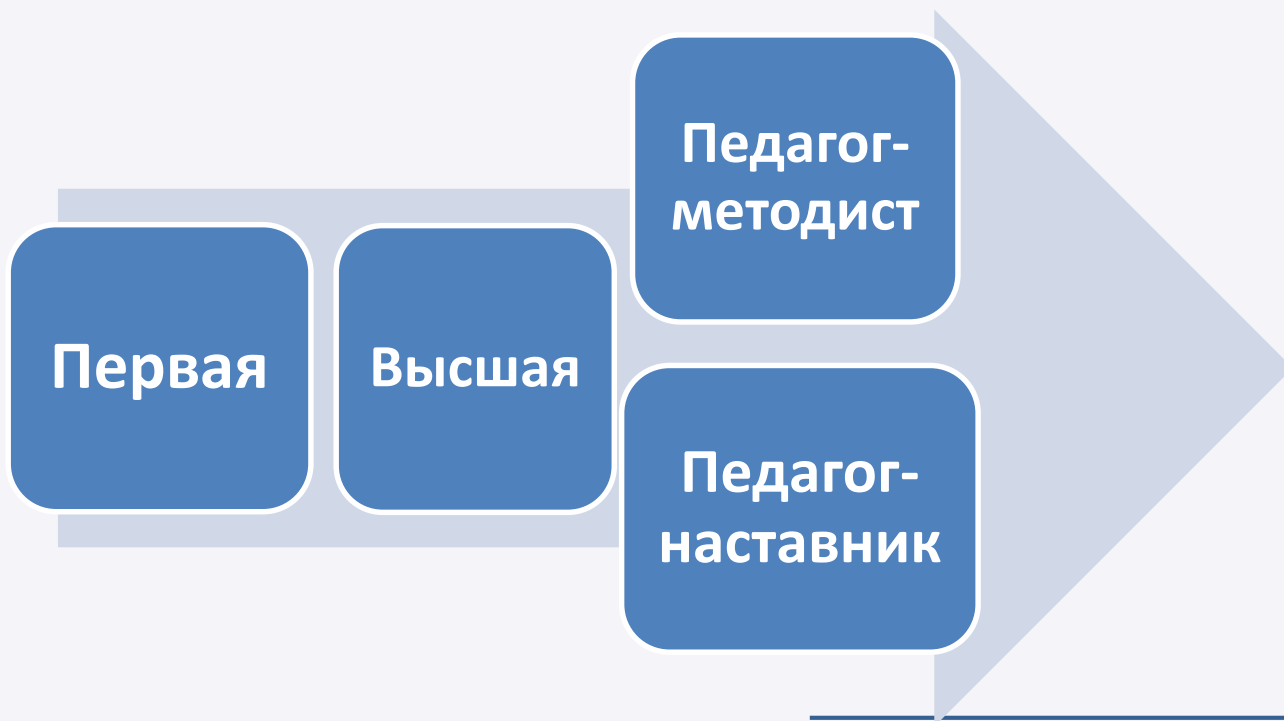 Первая
Высшая
Педагог-
методист
Педагог-
наставник